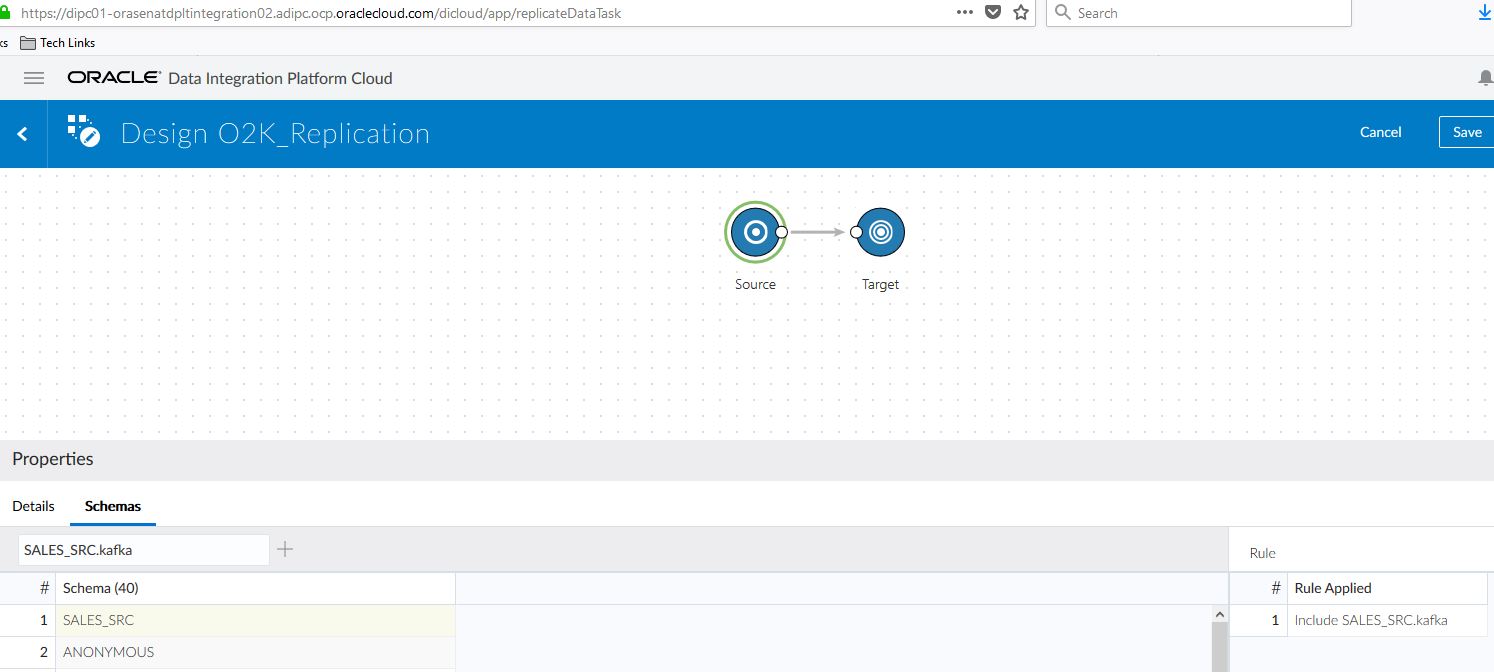 https://dipc01-orasenatdpltintegration02.adipc.ocp.oraclecloud.com/dicloud/app/replicateDataTask
Search
ks Tech Links
ORACLE Data Integration Platform Cloud
Design O2K_Replication
Cancel
Save
Source
Target
Properties
Details
Schemas
SALES_SRC.kafka
Rule
# Schema (40)
# Rule Applied
1 SALES_SRC
1 Include SALES_SRC.kafka
2 ANONYMOUS